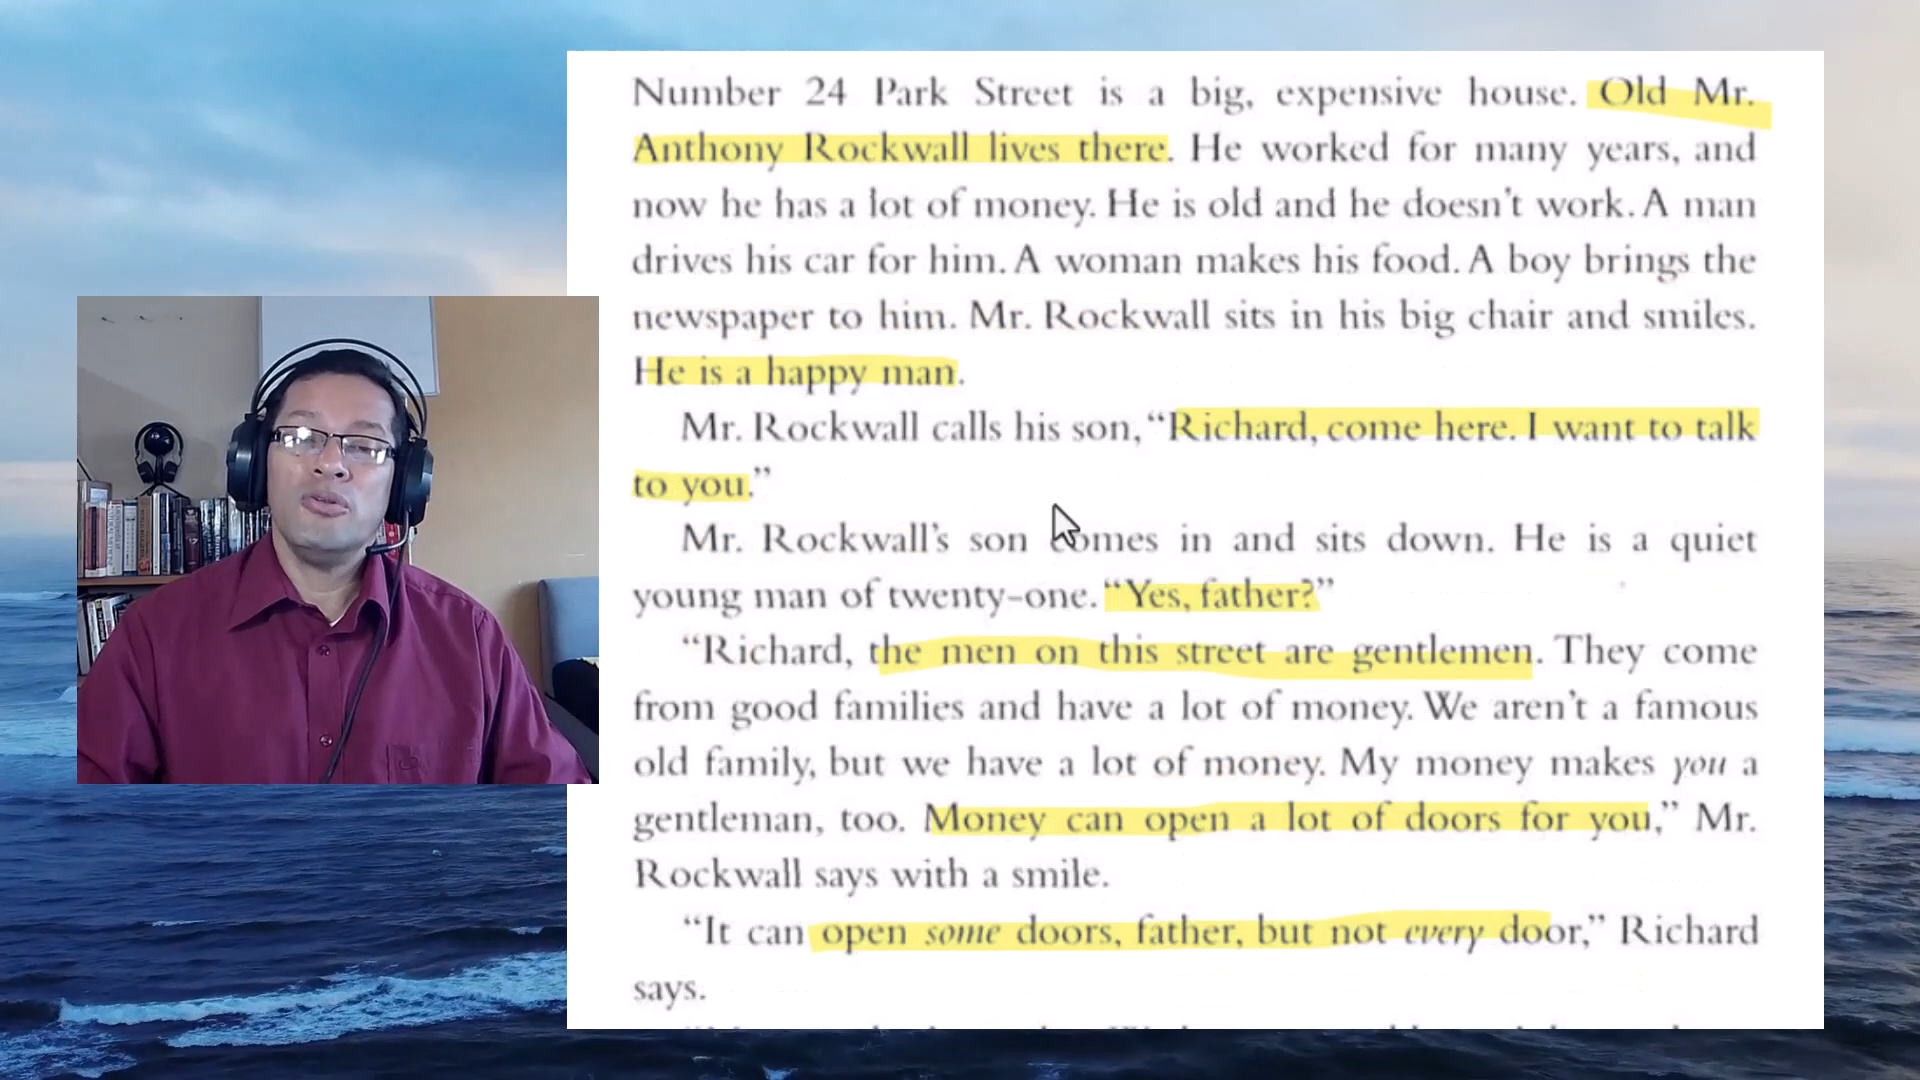 Number 24 Park Street is a big, expensive house. Old Mr.
Anthony Rockwall lives there. He worked for many years, and
now he has a lot of money. He is old and he doesn't work. A man
drives his car for him. A woman makes his food. A boy brings the
newspaper to him. Mr. Rockwall sits in his big chair and smiles.
He is a happy man.
Mr. Rockwall calls his son, “Richard, come here. I want to talk
to you.”
Mr. Rockwall's son comes in and sits down. He is a quiet
young man of twenty-one. “Yes, father?”
“Richard, the men on this street are gentlemen. They come
from good families and have a lot of money. We aren't a famous
old family, but we have a lot of money. My money makes you a
gentleman, too. Money can open a lot of doors for you,” Mr.
Rockwall says with a smile.
“It can open some doors, father, but not every door,” Richard
says.